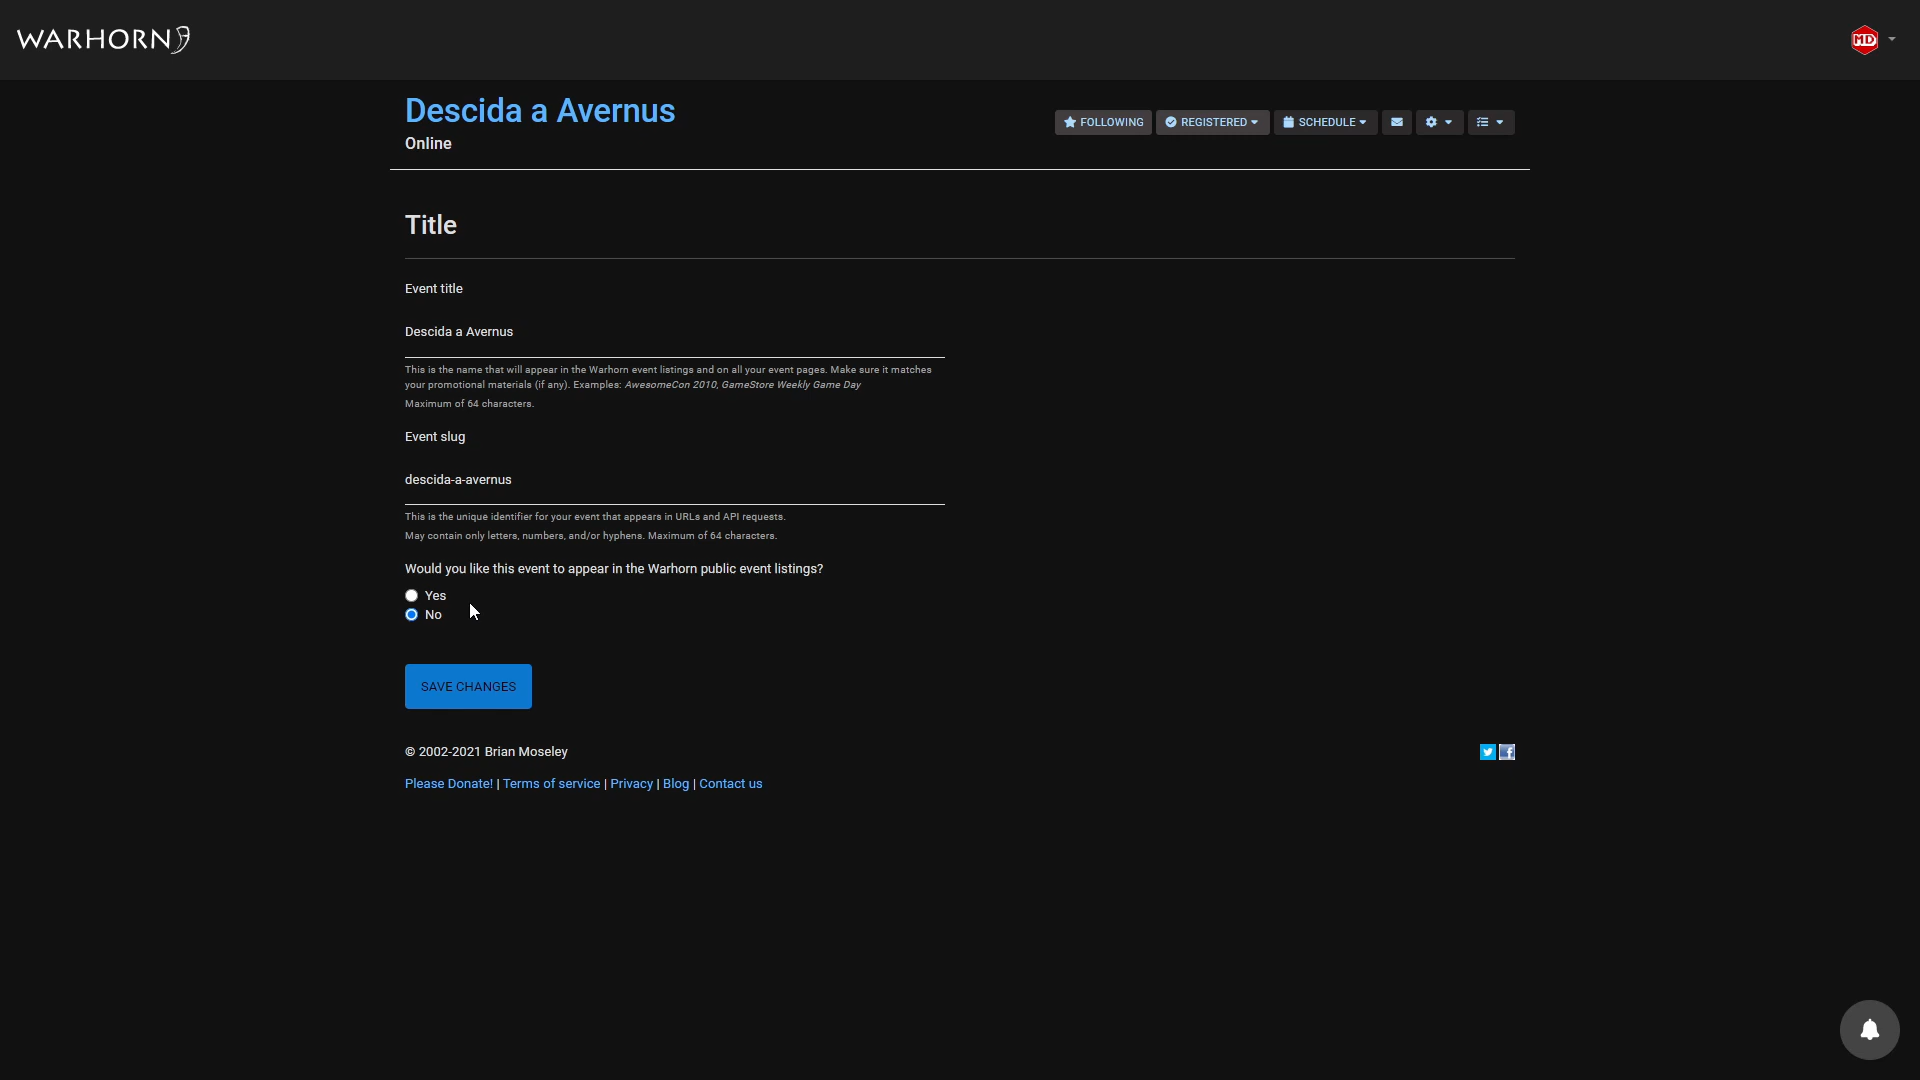 WARHORN
MD
Descida a Avernus
Online
FOLLOWING
REGISTERED
SCHEDULE
Title
Event title
Descida a Avernus
This is the name that will appear in the Warhorn event listings and on all your event pages. Make sure it matches
your promotional materials (if any). Examples: AwesomeCon 2010, GameStore Weekly Game Day
Maximum of 64 characters.
Event slug
descida-a-avernus
This is the unique identifier for your event that appears in URLs and API requests.
May contain only letters, numbers, and/or hyphens. Maximum of 64 characters.
Would you like this event to appear in the Warhorn public event listings?
Yes
No
SAVE CHANGES
© 2002-2021 Brian Moseley
Please Donate! | Terms of service | Privacy | Blog | Contact us